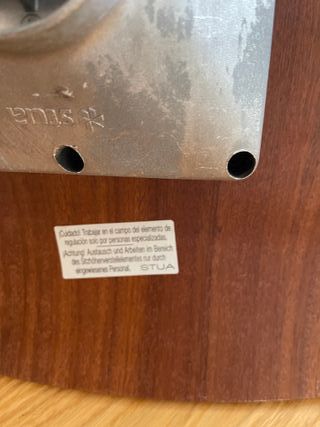 STUA
¡Cuidado! Trabajar en el campo del elemento de
regulación solo por personas especializadas.
¡Achtung! Austausch und Arbeiten im Bereich
des Sitzhöhenverstellelementes nur durch
eingewiesenes Personal. STUA